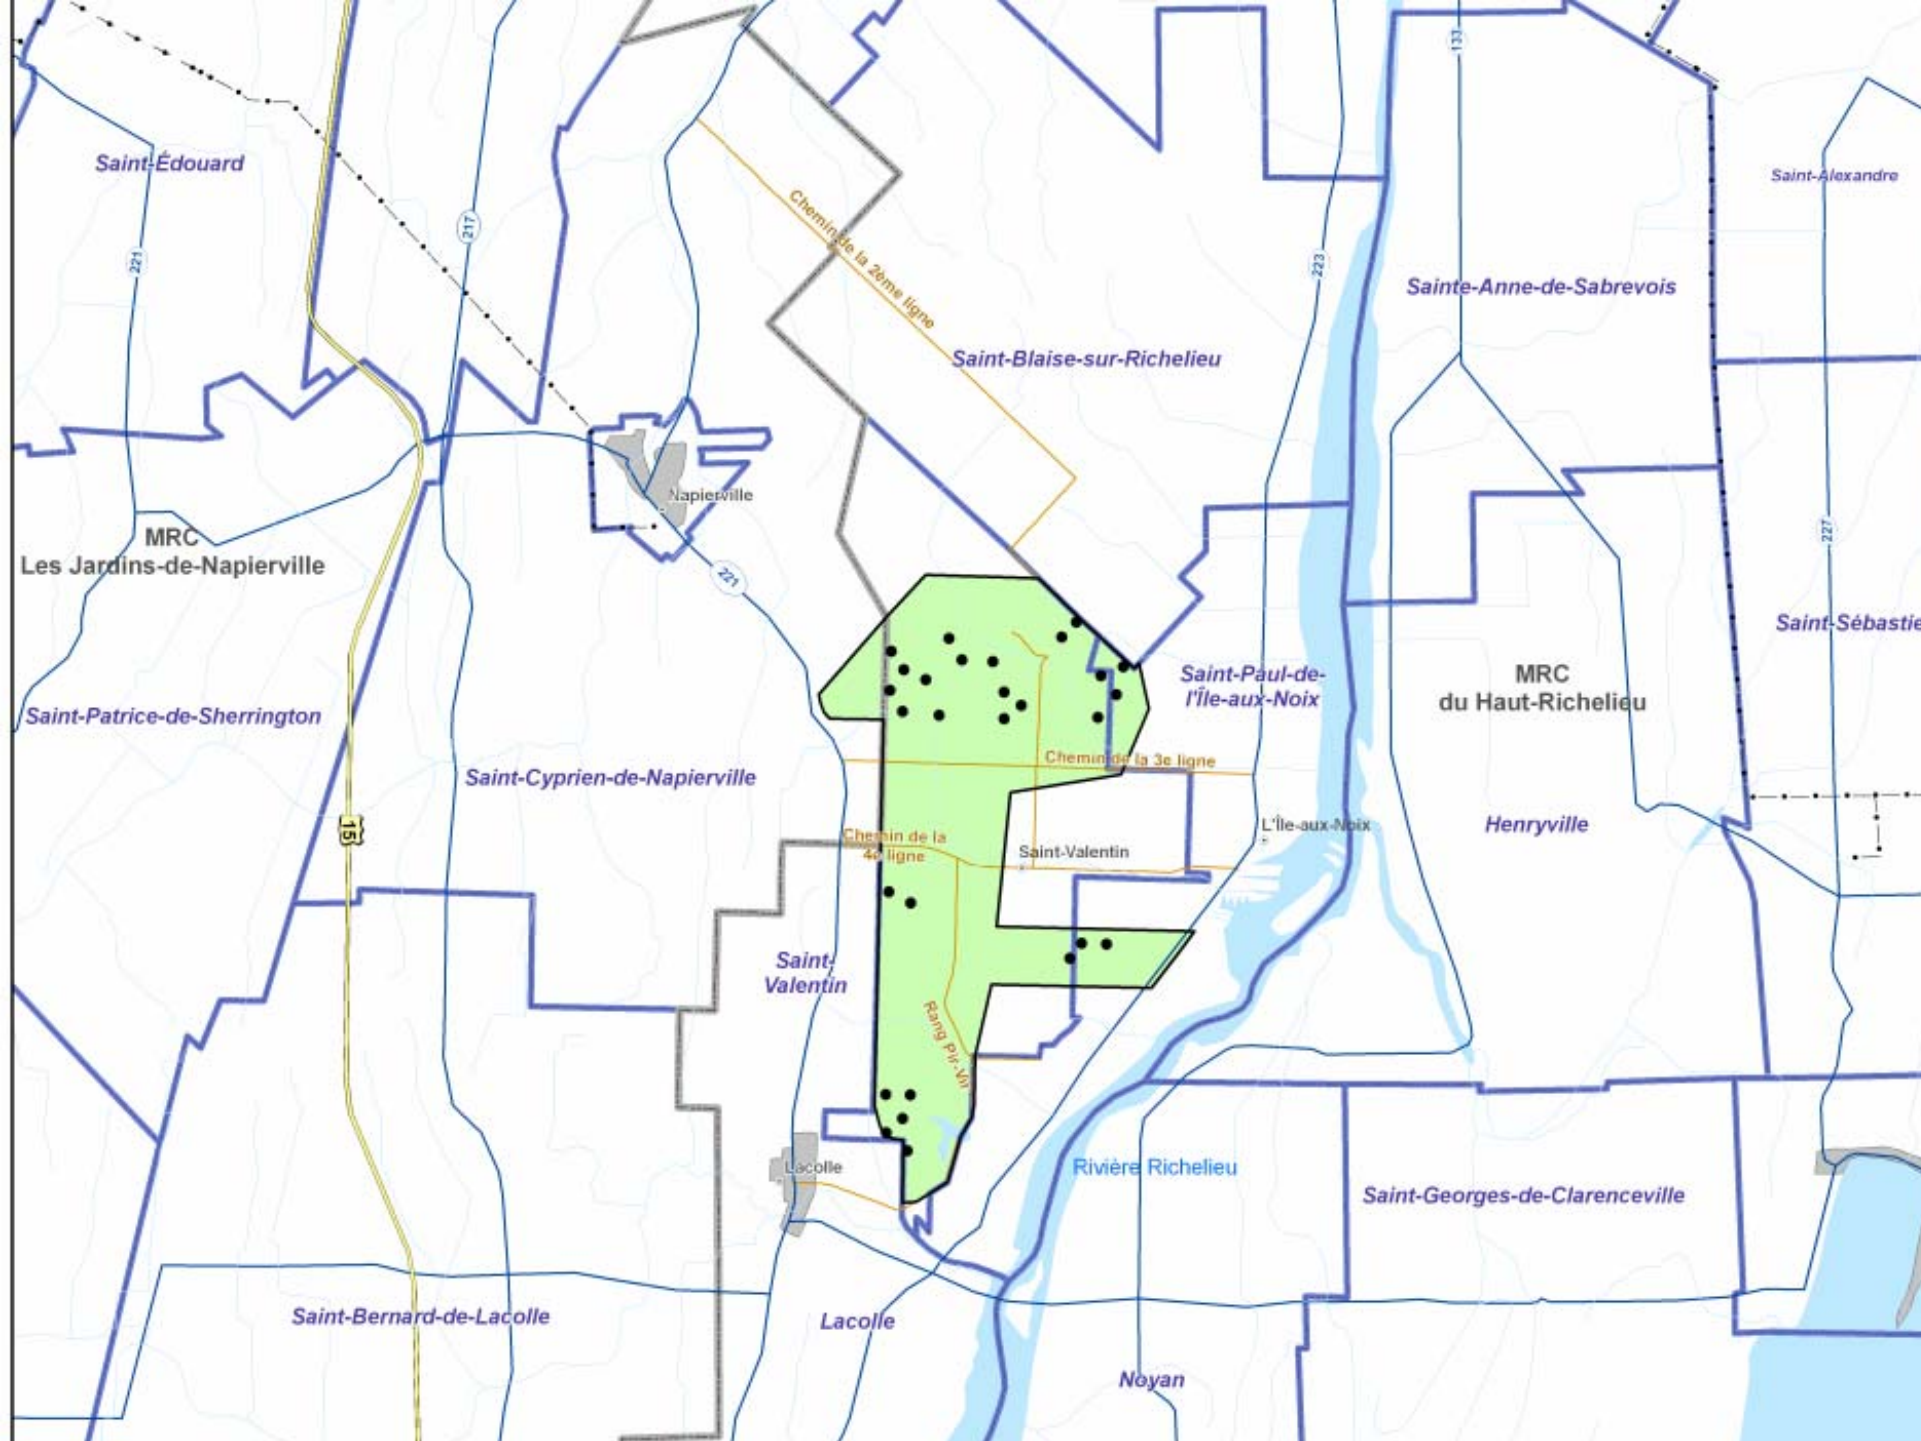 133
Saint-Édouard
Saint-Alexandre
217
Chemin de la 2ème ligne
221
223
Sainte-Anne-de-Sabrevois
Saint-Blaise-sur-Richelieu
Napierville
MRC
Les Jardins-de-Napierville
227
221
Saint-Sébastie
Saint-Paul-de-
l'Île-aux-Noix
MRC
du Haut-Richelieu
Saint-Patrice-de-Sherrington
Chemin de la 3e ligne
Saint-Cyprien-de-Napierville
15
L'Île-aux-Noix
Henryville
Chemin de la
4e ligne
Saint-Valentin
Saint-
Valentin
Rang Pir-Vir
Lacolle
Rivière Richelieu
Saint-Georges-de-Clarenceville
Saint-Bernard-de-Lacolle
Lacolle
Noyan